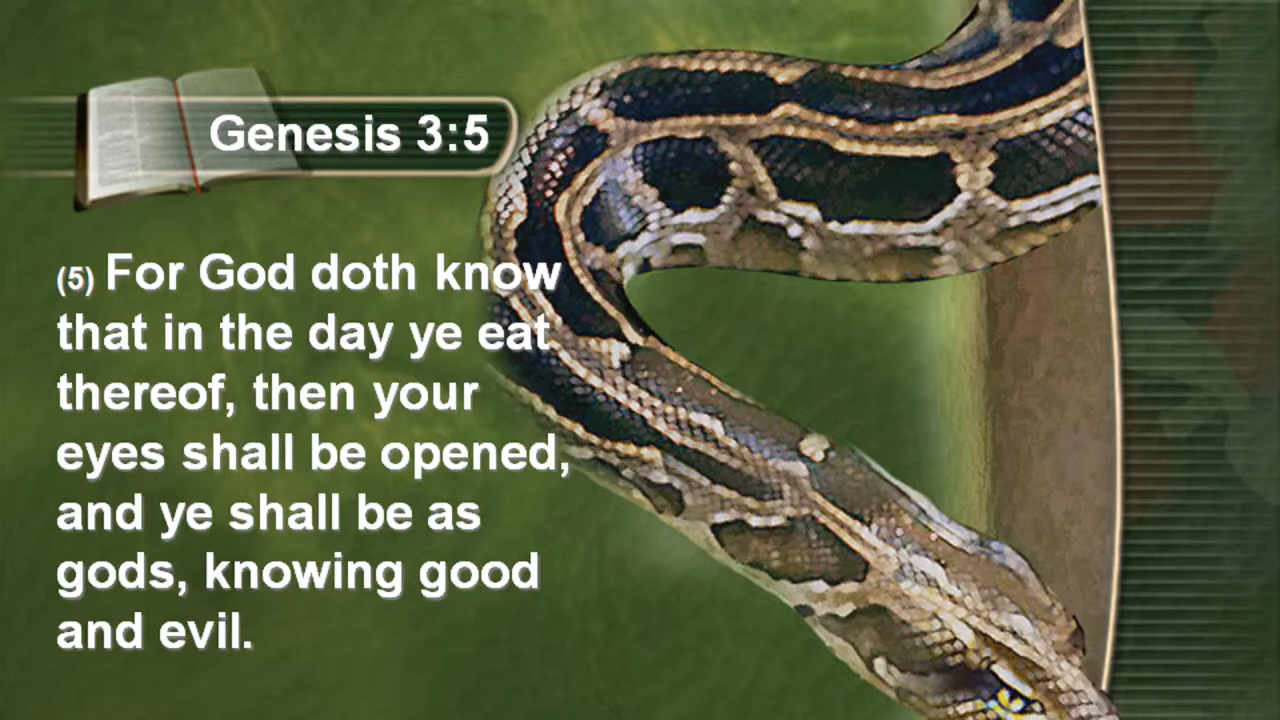 Genesis 3:5
(5) For God doth know
that in the day ye eat
thereof, then your
eyes shall be opened,
and ye shall be as
gods, knowing good
and evil.